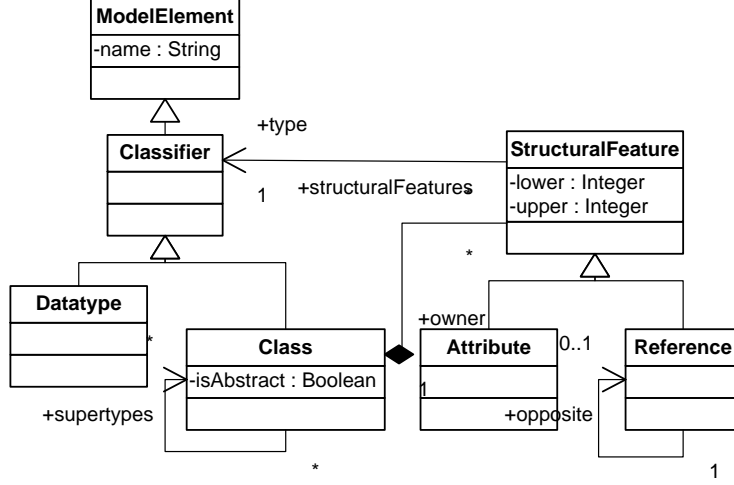 ModelElement
-name : String
+type
Classifier
StructuralFeature
-lower : Integer
-upper : Integer
1
+structuralFeatures
*
*
Datatype
*
+owner
Class
Attribute
0..1
Reference
-isAbstract : Boolean
1
+supertypes
+opposite
*
1